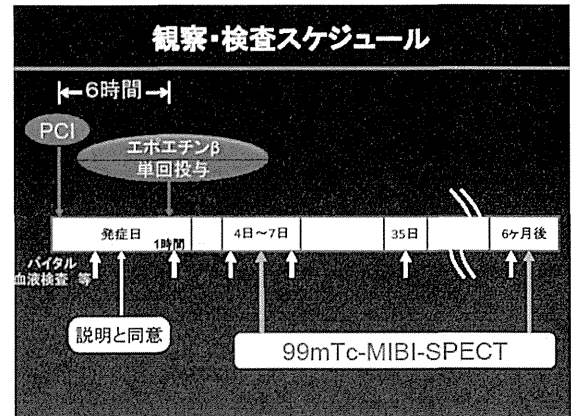 観察・検査スケジュール
6時間
PCI
エポエチンβ
単回投与
発症日
1時間
4日～7日
35日
6ケ月後
バイタル
血液検査 等
説明と同意
99mTc-MIBI-SPECT